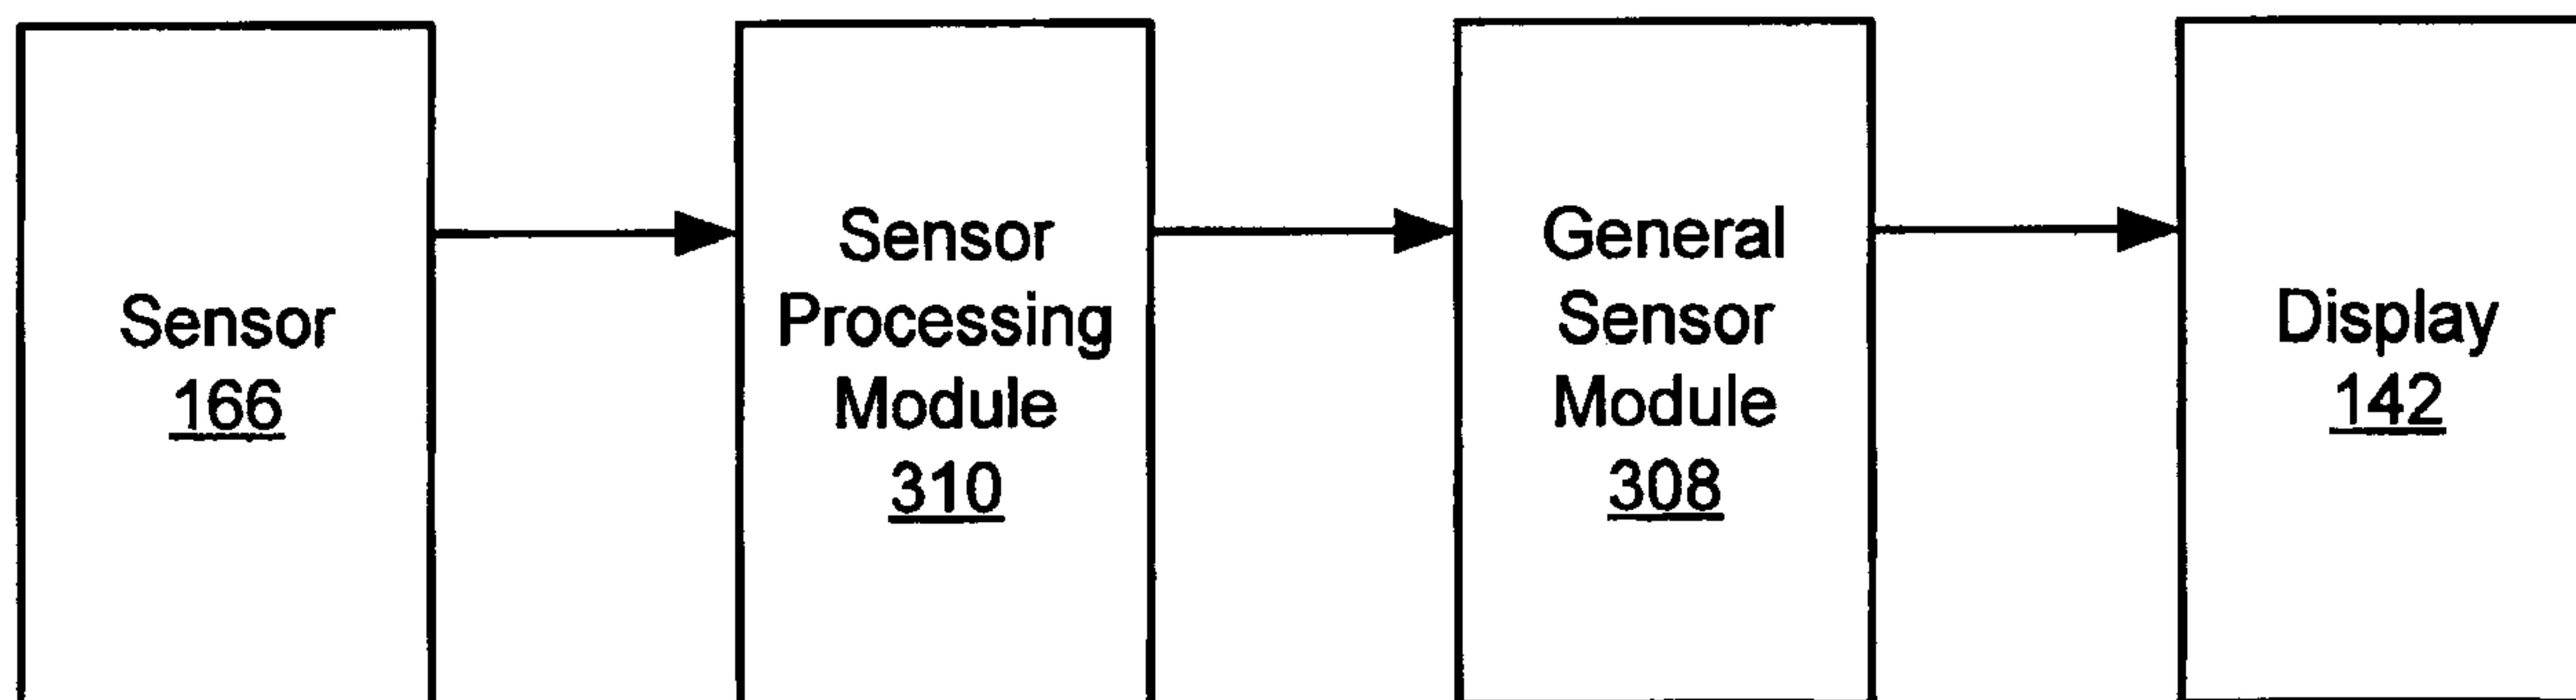 Sensor
166
Sensor
Processing
Module
310
General
Sensor
Module
308
Display
142